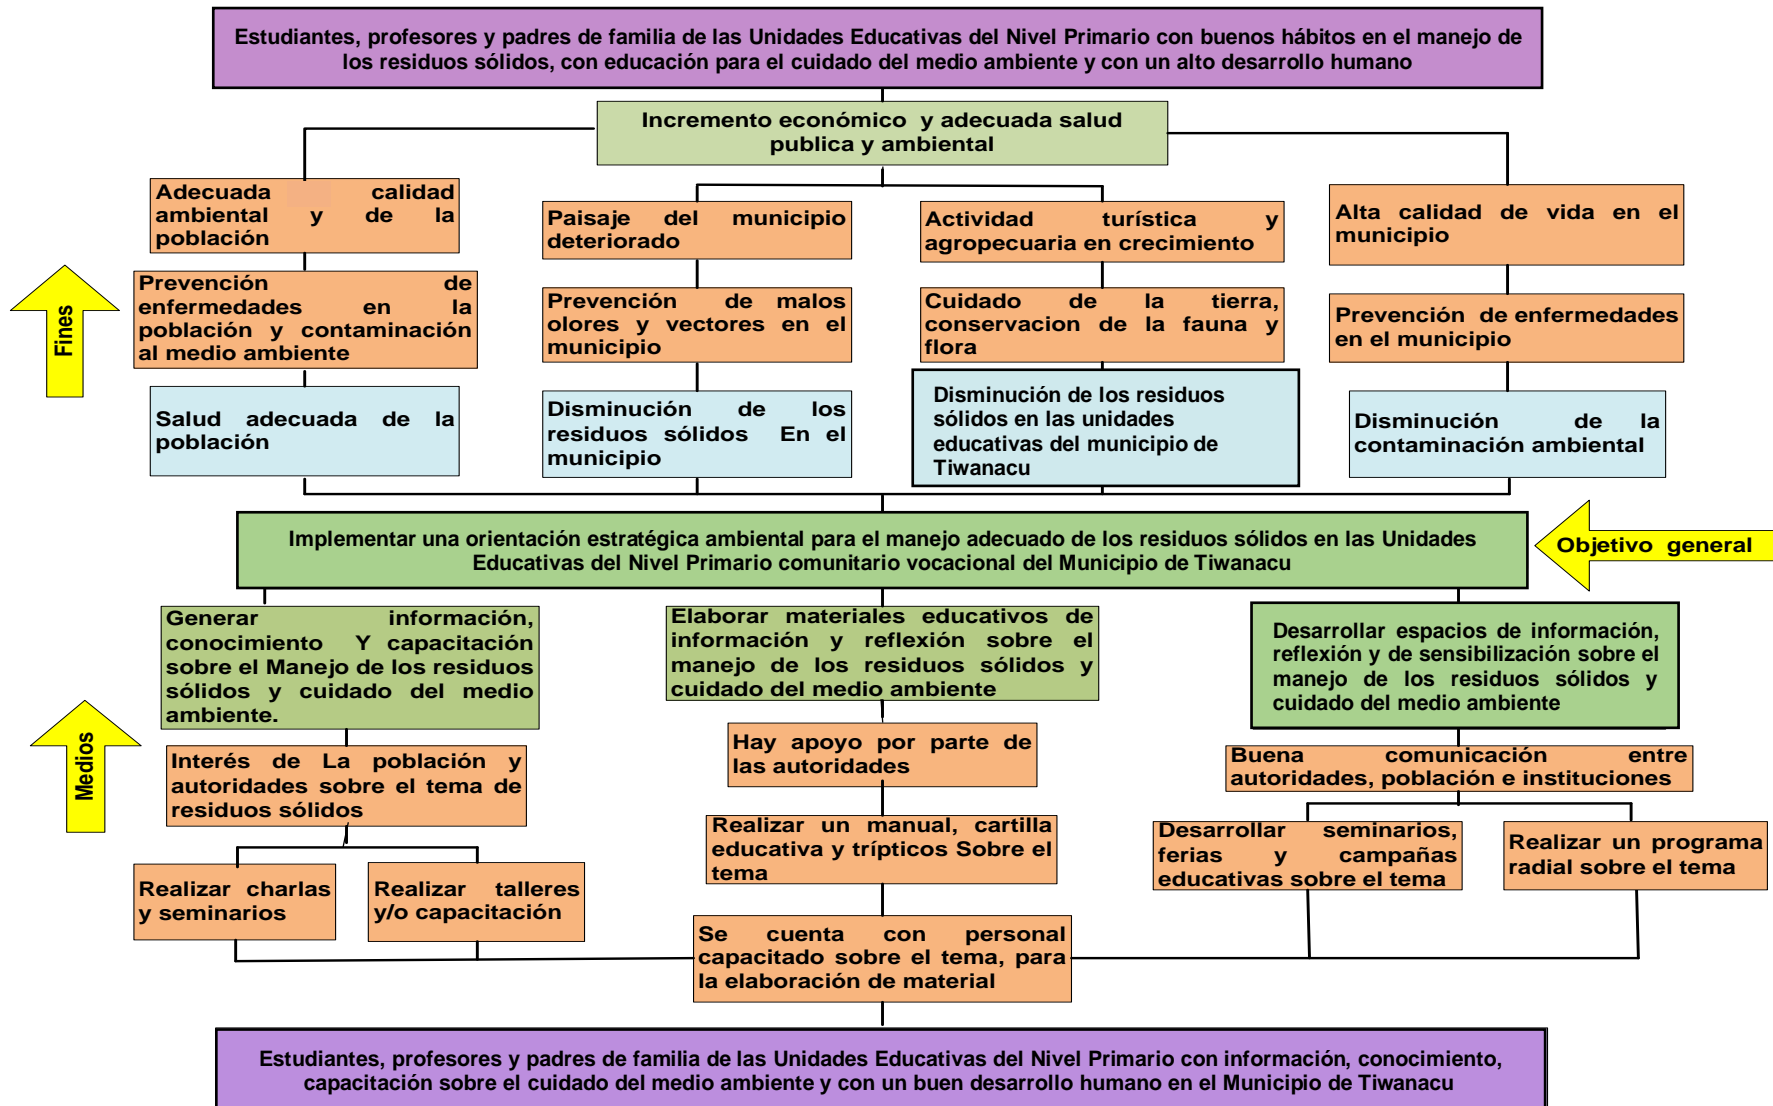 Estudiantes, profesores y padres de familia de las Unidades Educativas del Nivel Primario con buenos hábitos en el manejo de
los residuos sólidos, con educación para el cuidado del medio ambiente y con un alto desarrollo humano
Incremento económico y adecuada salud
publica y ambiental
Adecuada calidad
ambiental y de la
población
Paisaje del municipio
deteriorado
Actividad turística y
agropecuaria en crecimiento
Alta calidad de vida en el
municipio
Fines
Prevención de
enfermedades en la
población y contaminación
al medio ambiente
Prevención de malos
olores y vectores en el
municipio
Cuidado de la tierra,
conservacion de la fauna y
flora
Prevención de enfermedades
en el municipio
Salud adecuada de la
población
Disminución de los
residuos sólidos En el
municipio
Disminución de los residuos
sólidos en las unidades
educativas del municipio de
Tiwanacu
Disminución de la
contaminación ambiental
Implementar una orientación estratégica ambiental para el manejo adecuado de los residuos sólidos en las Unidades
Educativas del Nivel Primario comunitario vocacional del Municipio de Tiwanacu
Objetivo general
Generar información,
conocimiento Y capacitación
sobre el Manejo de los residuos
sólidos y cuidado del medio
ambiente.
Elaborar materiales educativos de
información y reflexión sobre el
manejo de los residuos sólidos y
cuidado del medio ambiente
Desarrollar espacios de información,
reflexión y de sensibilización sobre el
manejo de los residuos sólidos y
cuidado del medio ambiente
Medios
Interés de La población y
autoridades sobre el tema de
residuos sólidos
Hay apoyo por parte de
las autoridades
Buena comunicación entre
autoridades, población e instituciones
Realizar un manual, cartilla
educativa y trípticos Sobre el
tema
Desarrollar seminarios,
ferias y campañas
educativas sobre el tema
Realizar un programa
radial sobre el tema
Realizar charlas
y seminarios
Realizar talleres
y/o capacitación
Se cuenta con personal
capacitado sobre el tema, para
la elaboración de material
Estudiantes, profesores y padres de familia de las Unidades Educativas del Nivel Primario con información, conocimiento,
capacitación sobre el cuidado del medio ambiente y con un buen desarrollo humano en el Municipio de Tiwanacu